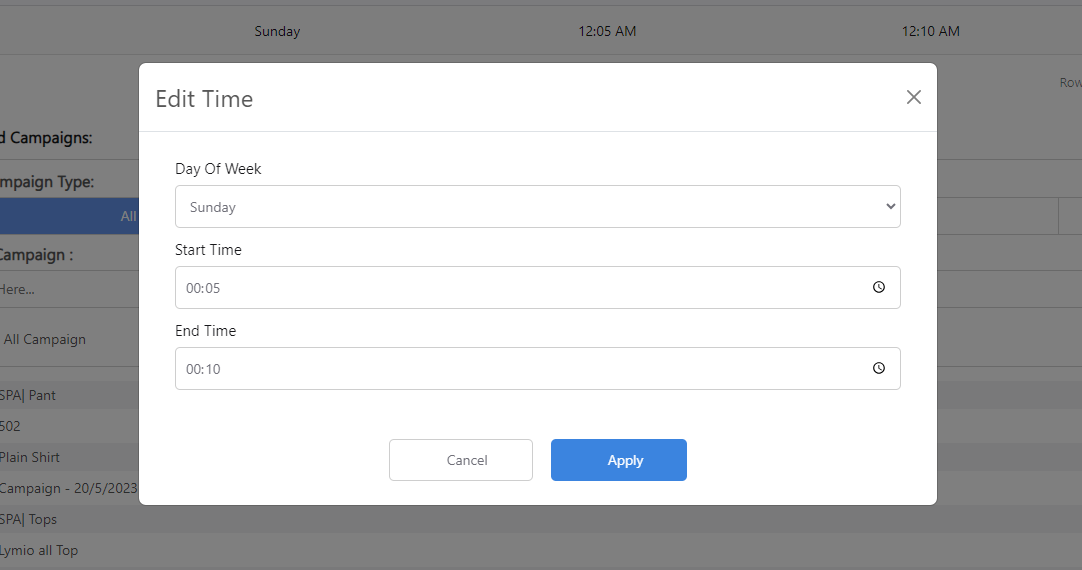 Sunday 12:05 AM 12:10 AM
Edit Time
Row
d Campaigns:
Day Of Week
mpaign Type:
Sunday
All
Start Time
Campaign :
Here...
00:05
End Time
All Campaign
00:10
SPA| Pant
502
Plain Shirt
Cancel Apply
Campaign - 20/5/2023
SPA| Tops
Lymio all Top